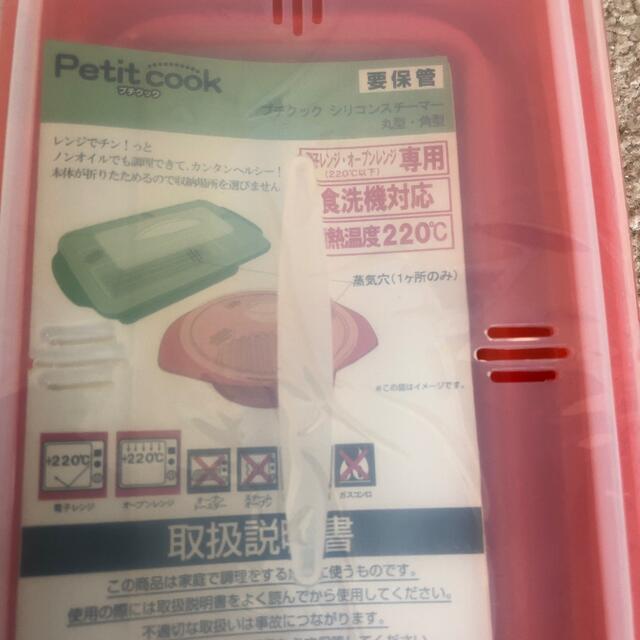 Petit cook
プチクック
要保管
プチクック シリコンスチーマー
丸型・角型
レンジでチン！っと
ノンオイルでも調理できて、カンタンヘルシー！
本体が折りたためるので収納場所を選びません
レンジ・オーブンレンジ 専用
(220℃以下)
食洗機対応
熱温度220℃
蒸気穴(1ヶ所のみ)
※この図はイメージです。
+220℃
+220℃
電子レンジ
オーブンレンジ
ガスコンロ
取扱説明書
この商品は家庭で調理をする に使うものです。
使用の際には取扱説明書をよく読んでから使用してください。
不適切な取扱いは事故につながります。